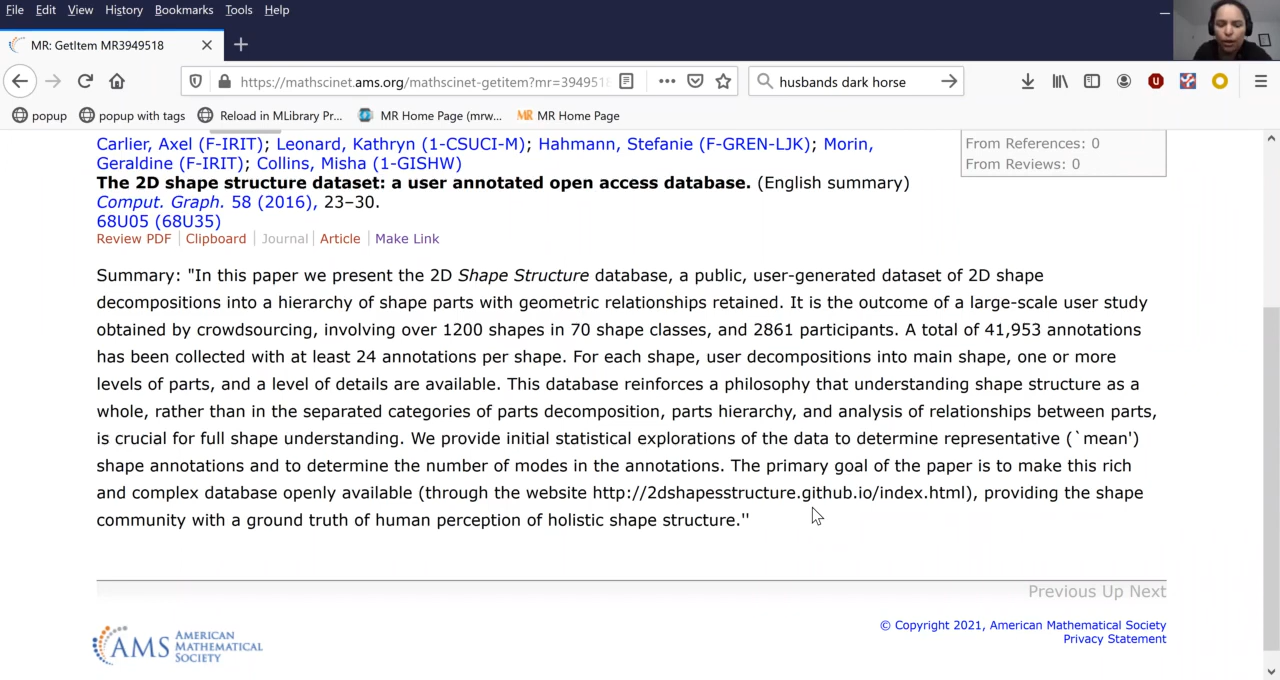 File Edit View History Bookmarks Tools Help
MR: GetItem MR3949518
https://mathscinet.ams.org/mathscinet-getitem?mr=394951
husbands dark horse
popup popup with tags Reload in MLibrary Pr... MR Home Page (mrw... MR Home Page
Carlier, Axel (F-IRIT); Leonard, Kathryn (1-CSUCI-M); Hahmann, Stefanie (F-GREN-LJK); Morin,
Geraldine (F-IRIT); Collins, Misha (1-GISHW)
From References: 0
From Reviews: 0
The 2D shape structure dataset: a user annotated open access database. (English summary)
Comput. Graph. 58 (2016), 23–30.
68U05 (68U35)
Review PDF | Clipboard | Journal | Article | Make Link
Summary: "In this paper we present the 2D Shape Structure database, a public, user-generated dataset of 2D shape
decompositions into a hierarchy of shape parts with geometric relationships retained. It is the outcome of a large-scale user study
obtained by crowdsourcing, involving over 1200 shapes in 70 shape classes, and 2861 participants. A total of 41,953 annotations
has been collected with at least 24 annotations per shape. For each shape, user decompositions into main shape, one or more
levels of parts, and a level of details are available. This database reinforces a philosophy that understanding shape structure as a
whole, rather than in the separated categories of parts decomposition, parts hierarchy, and analysis of relationships between parts,
is crucial for full shape understanding. We provide initial statistical explorations of the data to determine representative (`mean')
shape annotations and to determine the number of modes in the annotations. The primary goal of the paper is to make this rich
and complex database openly available (through the website http://2dshapesstructure.github.io/index.html), providing the shape
community with a ground truth of human perception of holistic shape structure.''
Previous Up Next
AMS AMERICAN
MATHEMATICAL
SOCIETY
© Copyright 2021, American Mathematical Society
Privacy Statement